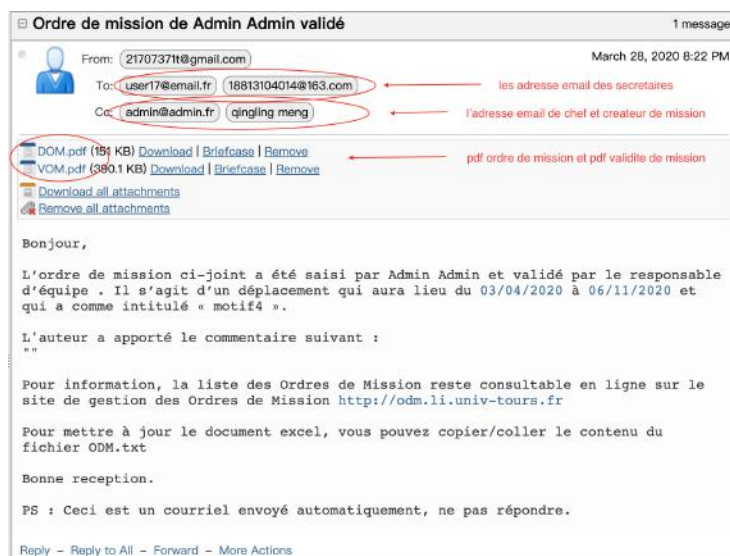 Ordre de mission de Admin Admin validé 1 message
From: 21707371t@gmail.com March 28, 2020 8:22 PM
To: user17@email.fr 18813104014@163.com les adresse email des secretaires
Cc: admin@admin.fr qingling meng l'adresse email de chef et createur de mission
DOM.pdf (151 KB) Download | Briefcase | Remove pdf ordre de mission et pdf validite de mission
VOM.pdf (390.1 KB) Download | Briefcase | Remove
Download all attachments
Remove all attachments
Bonjour,
L'ordre de mission ci-joint a été saisi par Admin Admin et validé par le responsable
d'équipe . Il s'agit d'un déplacement qui aura lieu du 03/04/2020 à 06/11/2020 et
qui a comme intitulé « motif4 ».
L'auteur a apporté le commentaire suivant :
""
Pour information, la liste des Ordres de Mission reste consultable en ligne sur le
site de gestion des Ordres de Mission http://odm.li.univ-tours.fr
Pour mettre à jour le document excel, vous pouvez copier/coller le contenu du
fichier ODM.txt
Bonne reception.
PS : Ceci est un courriel envoyé automatiquement, ne pas répondre.
Reply - Reply to All - Forward - More Actions